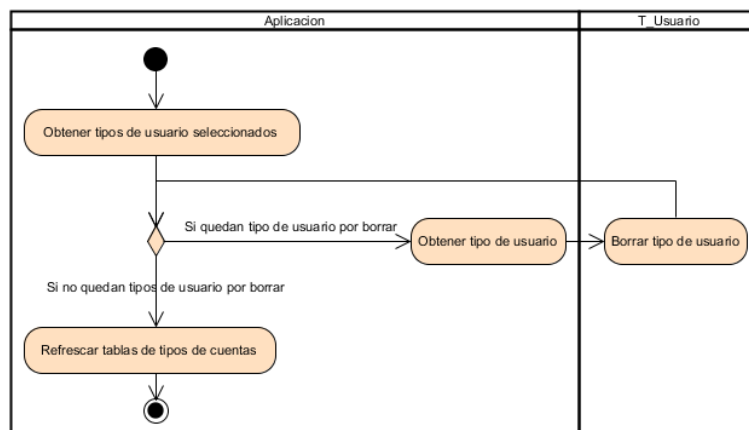 Aplicacion
T_Usuario
Obtener tipos de usuario seleccionados
Si quedan tipo de usuario por borrar
Obtener tipo de usuario
Borrar tipo de usuario
Si no quedan tipos de usuario por borrar
Refrescar tablas de tipos de cuentas